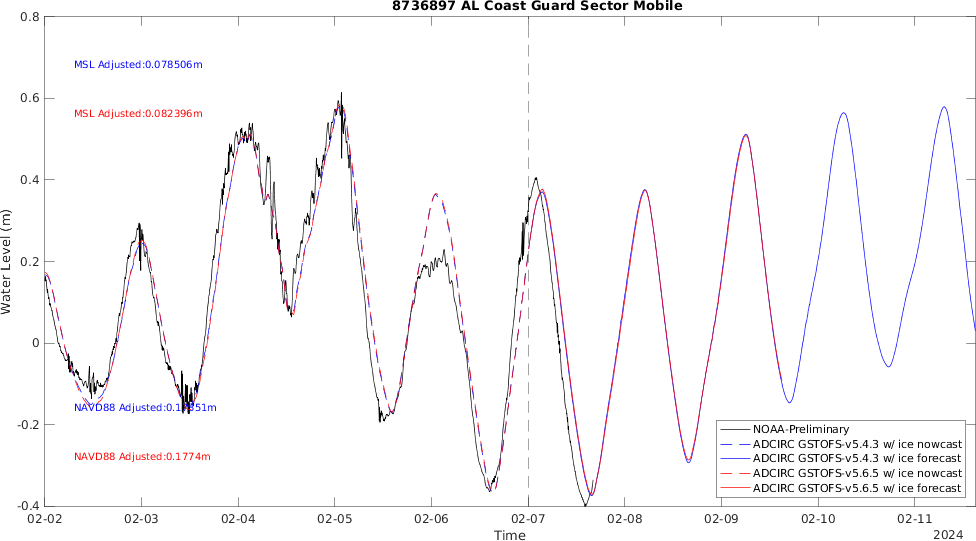 8736897 AL Coast Guard Sector Mobile
Water Level (m)
0.8
0.6
0.4
0.2
0
-0.2
-0.4
MSL Adjusted:0.078506m
MSL Adjusted:0.082396m
NAVD88 Adjusted:
NAVD88 Adjusted:0.1774m
NOAA-Preliminary
ADCIRC GSTOFS-v5.4.3 w/ ice nowcast
ADCIRC GSTOFS-v5.4.3 w/ ice forecast
ADCIRC GSTOFS-v5.6.5 w/ ice nowcast
ADCIRC GSTOFS-v5.6.5 w/ ice forecast
02-02 02-03 02-04 02-05 02-06 02-07 02-08 02-09 02-10 02-11
Time
2024